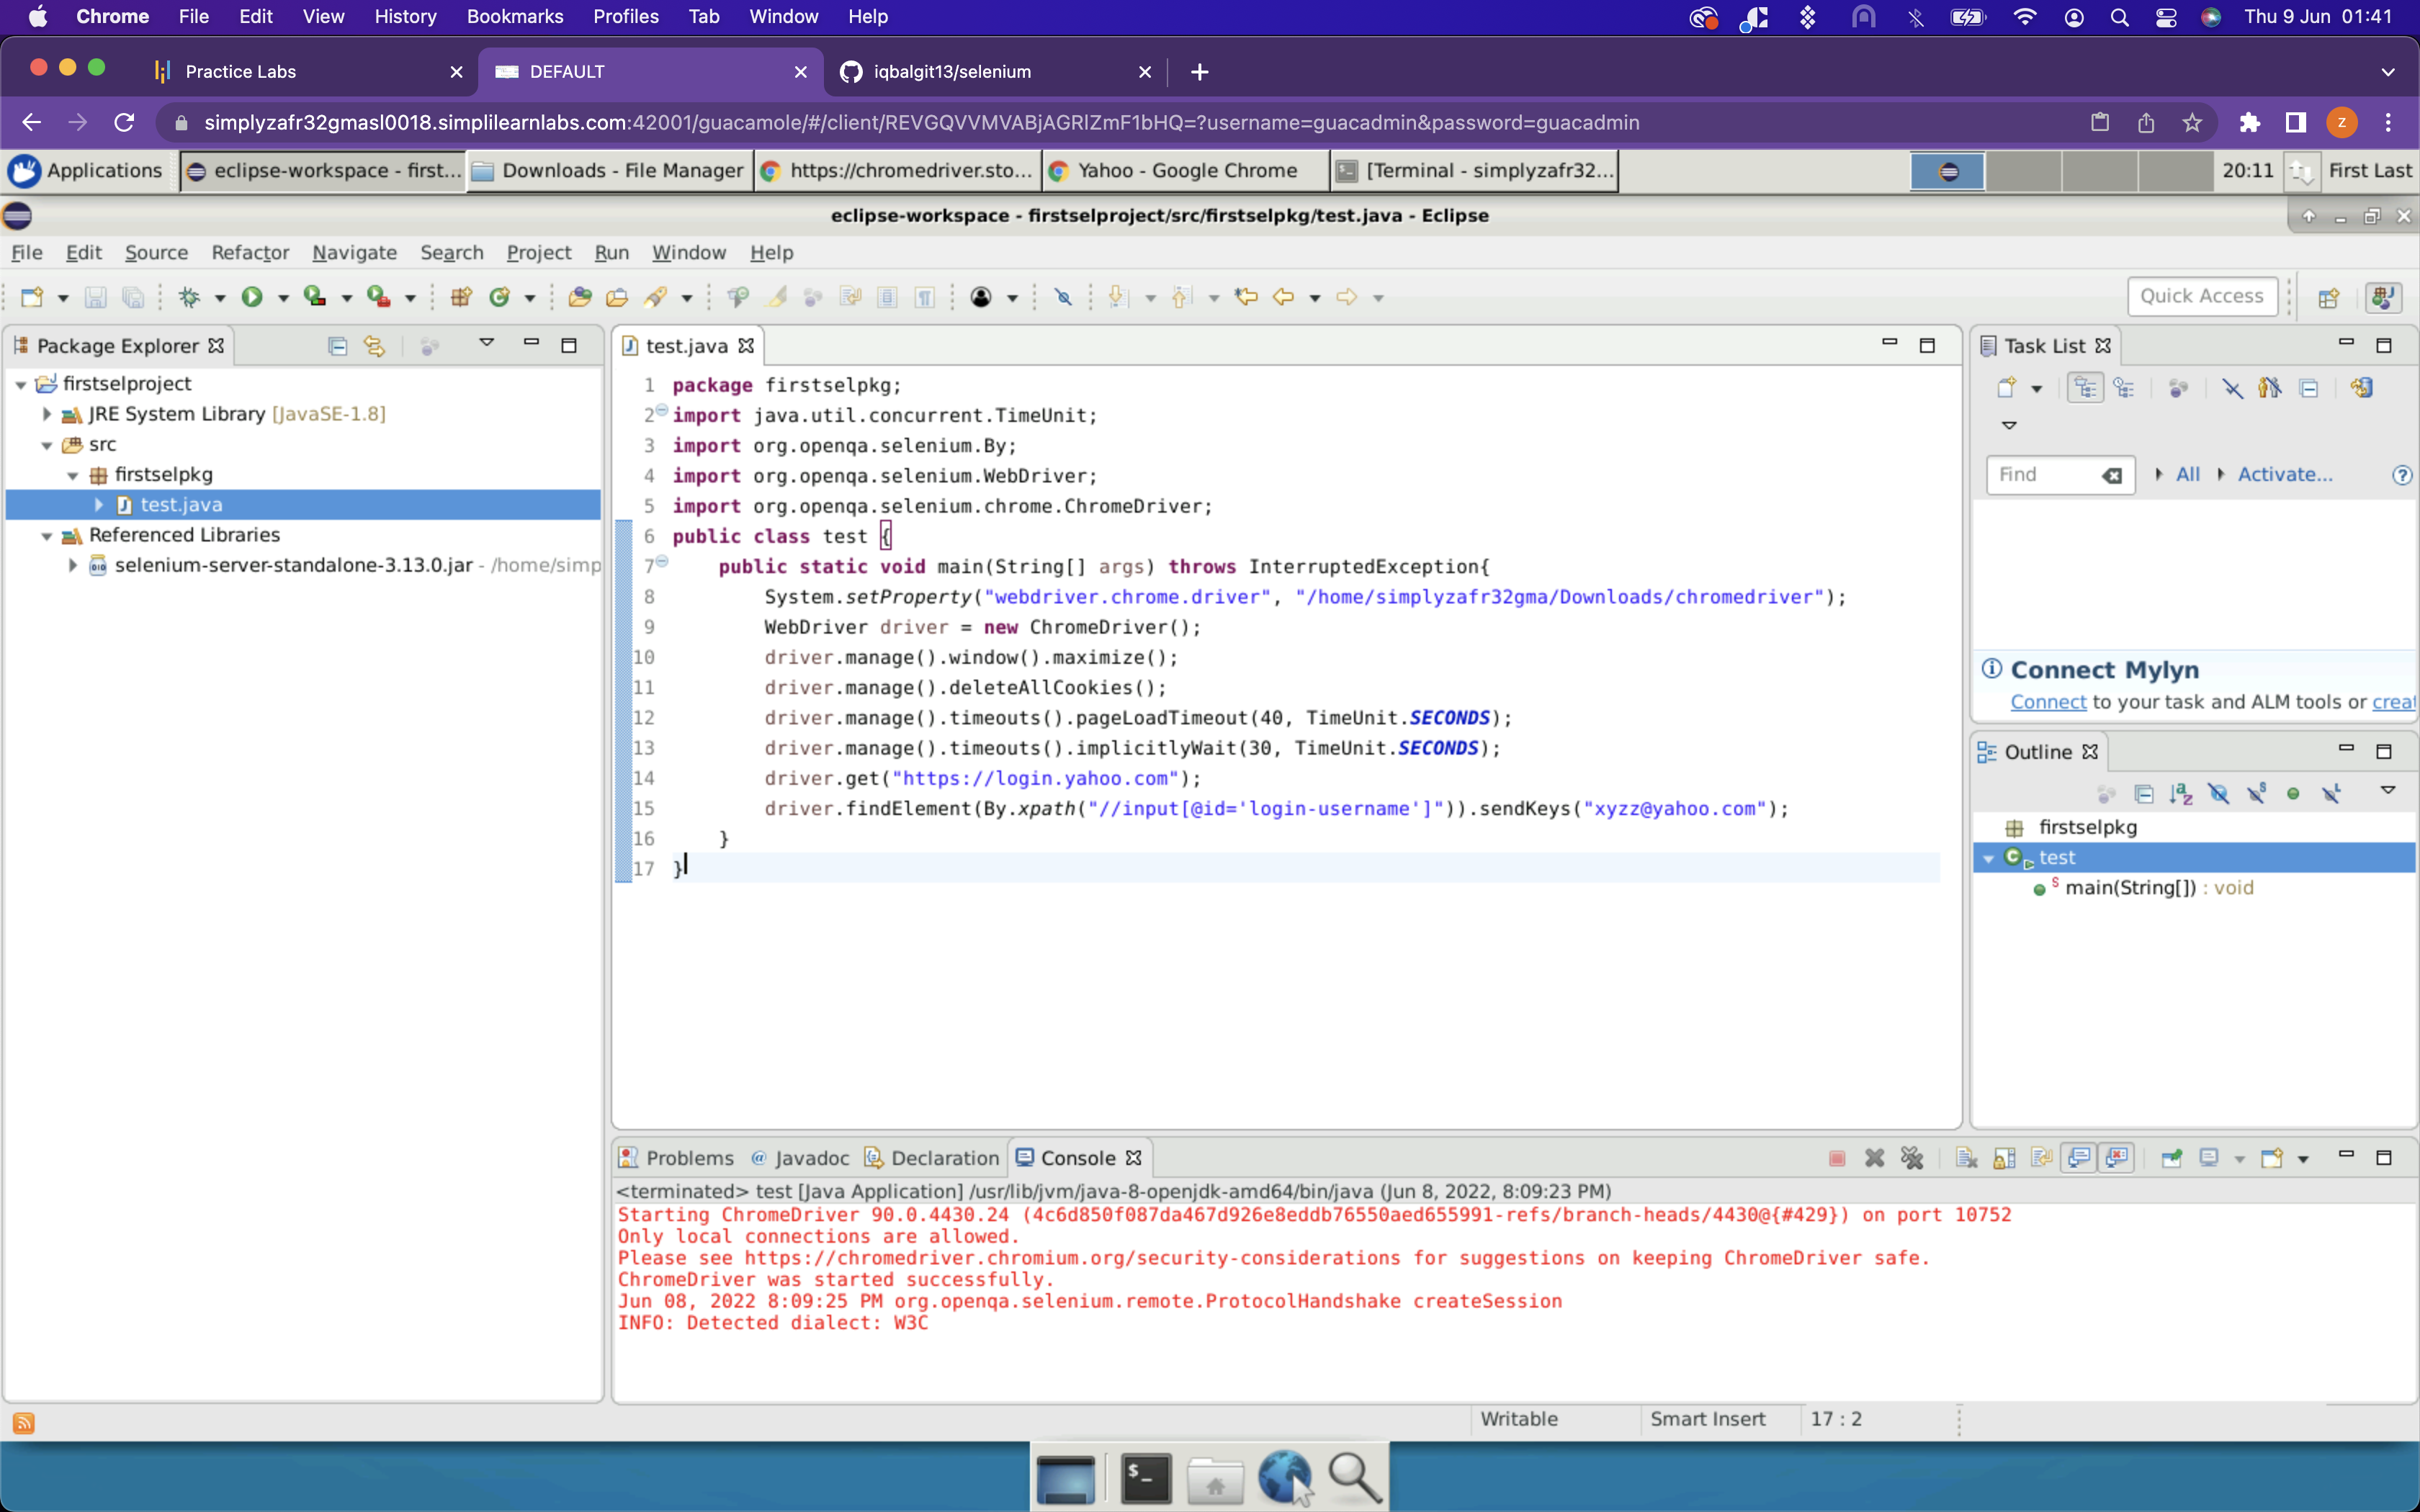 Chrome File Edit View History Bookmarks Profiles Tab Window Help Thu 9 Jun 01:41
Practice Labs DEFAULT iqbalgit13/selenium
simplyzafr32gmasl0018.simplilearnlabs.com:42001/guacamole/#/client/REVGQVVMVABjAGRlZmF1bHQ=?username=guacadmin&password=guacadmin z
Applications eclipse-workspace - first... Downloads - File Manager https://chromedriver.sto... Yahoo - Google Chrome [Terminal - simplyzafr32... 20:11 First Last
eclipse-workspace - firstselproject/src/firstselpkg/test.java - Eclipse
File Edit Source Refactor Navigate Search Project Run Window Help
Quick Access
Package Explorer
firstselproject
JRE System Library [JavaSE-1.8]
src
firstselpkg
test.java
Referenced Libraries
selenium-server-standalone-3.13.0.jar - /home/simp
test.java
1 package firstselpkg;
2 import java.util.concurrent.TimeUnit;
3 import org.openqa.selenium.By;
4 import org.openqa.selenium.WebDriver;
5 import org.openqa.selenium.chrome.ChromeDriver;
6 public class test {
7 public static void main(String[] args) throws InterruptedException{
8 System.setProperty("webdriver.chrome.driver", "/home/simplyzafr32gma/Downloads/chromedriver");
9 WebDriver driver = new ChromeDriver();
10 driver.manage().window().maximize();
11 driver.manage().deleteAllCookies();
12 driver.manage().timeouts().pageLoadTimeout(40, TimeUnit.SECONDS);
13 driver.manage().timeouts().implicitlyWait(30, TimeUnit.SECONDS);
14 driver.get("https://login.yahoo.com");
15 driver.findElement(By.xpath("//input[@id='login-username']")).sendKeys("xyzz@yahoo.com");
16 }
17 }
Task List
Find All Activate...
Connect Mylyn
Connect to your task and ALM tools or creat
Outline
firstselpkg
test
main(String[]) : void
Problems Javadoc Declaration Console
<terminated> test [Java Application] /usr/lib/jvm/java-8-openjdk-amd64/bin/java (Jun 8, 2022, 8:09:23 PM)
Starting ChromeDriver 90.0.4430.24 (4c6d850f087da467d926e8eddb76550aed655991-refs/branch-heads/4430@{#429}) on port 10752
Only local connections are allowed.
Please see https://chromedriver.chromium.org/security-considerations for suggestions on keeping ChromeDriver safe.
ChromeDriver was started successfully.
Jun 08, 2022 8:09:25 PM org.openqa.selenium.remote.ProtocolHandshake createSession
INFO: Detected dialect: W3C
Writable Smart Insert 17 : 2